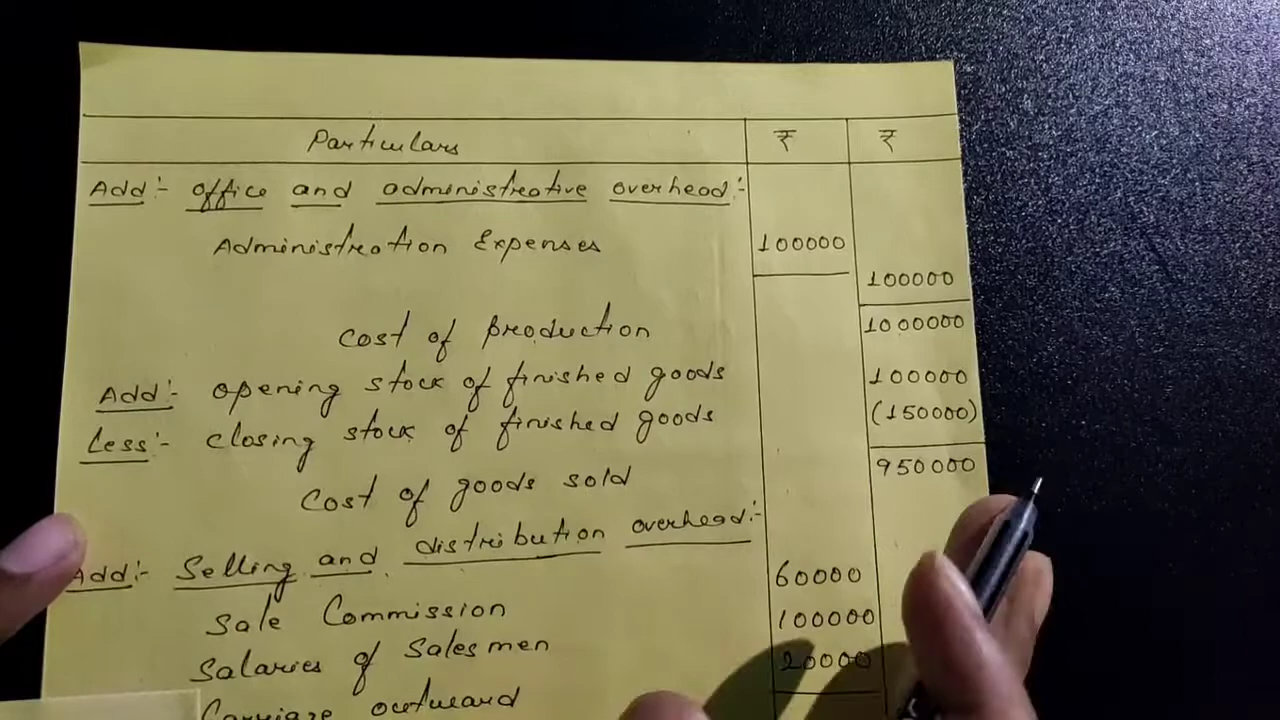 Particulars ₹ ₹
Add:- office and administrative overhead:-
Administration Expenses 100000
100000
cost of production 1000000
Add:- opening stock of finished goods 100000
Less:- closing stock of finished goods (150000)
cost of goods sold 950000
Add:- Selling and distribution overhead:-
Sale Commission 60000
Salaries of Salesmen 100000
Carriage outward 20000